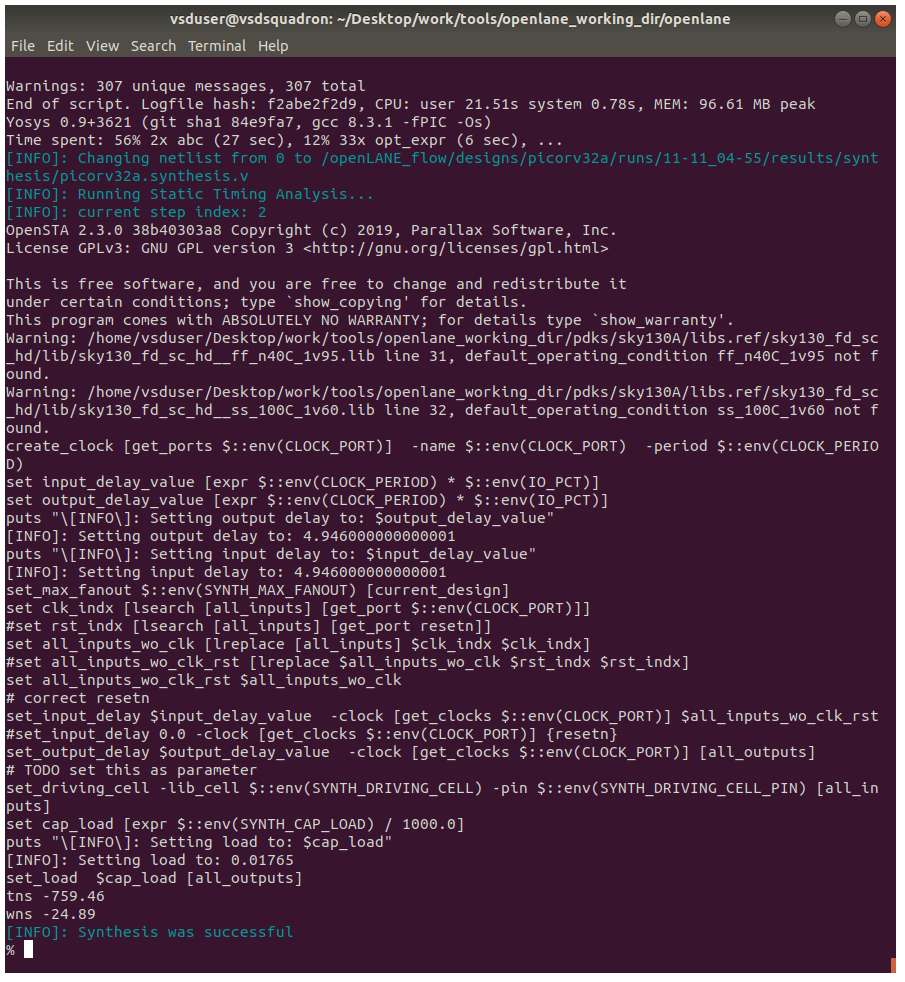 vsduser@vsdsquadron: ~/Desktop/work/tools/openlane_working_dir/openlane
File Edit View Search Terminal Help
Warnings: 307 unique messages, 307 total
End of script. Logfile hash: f2abe2f2d9, CPU: user 21.51s system 0.78s, MEM: 96.61 MB peak
Yosys 0.9+3621 (git sha1 84e9fa7, gcc 8.3.1 -fPIC -Os)
Time spent: 56% 2x abc (27 sec), 12% 33x opt_expr (6 sec), ...
[INFO]: Changing netlist from 0 to /openLANE_flow/designs/picorv32a/runs/11-11_04-55/results/synt
hesis/picorv32a.synthesis.v
[INFO]: Running Static Timing Analysis...
[INFO]: current step index: 2
OpenSTA 2.3.0 38b40303a8 Copyright (c) 2019, Parallax Software, Inc.
License GPLv3: GNU GPL version 3 <http://gnu.org/licenses/gpl.html>
This is free software, and you are free to change and redistribute it
under certain conditions; type `show_copying' for details.
This program comes with ABSOLUTELY NO WARRANTY; for details type `show_warranty'.
Warning: /home/vsduser/Desktop/work/tools/openlane_working_dir/pdks/sky130A/libs.ref/sky130_fd_sc
_hd/lib/sky130_fd_sc_hd__ff_n40C_1v95.lib line 31, default_operating_condition ff_n40C_1v95 not f
ound.
Warning: /home/vsduser/Desktop/work/tools/openlane_working_dir/pdks/sky130A/libs.ref/sky130_fd_sc
_hd/lib/sky130_fd_sc_hd__ss_100C_1v60.lib line 32, default_operating_condition ss_100C_1v60 not f
ound.
create_clock [get_ports $::env(CLOCK_PORT)]  -name $::env(CLOCK_PORT)  -period $::env(CLOCK_PERIO
D)
set input_delay_value [expr $::env(CLOCK_PERIOD) * $::env(IO_PCT)]
set output_delay_value [expr $::env(CLOCK_PERIOD) * $::env(IO_PCT)]
puts "\[INFO\]: Setting output delay to: $output_delay_value"
[INFO]: Setting output delay to: 4.946000000000001
puts "\[INFO\]: Setting input delay to: $input_delay_value"
[INFO]: Setting input delay to: 4.946000000000001
set_max_fanout $::env(SYNTH_MAX_FANOUT) [current_design]
set clk_indx [lsearch [all_inputs] [get_port $::env(CLOCK_PORT)]]
#set rst_indx [lsearch [all_inputs] [get_port resetn]]
set all_inputs_wo_clk [lreplace [all_inputs] $clk_indx $clk_indx]
#set all_inputs_wo_clk_rst [lreplace $all_inputs_wo_clk $rst_indx $rst_indx]
set all_inputs_wo_clk_rst $all_inputs_wo_clk
# correct resetn
set_input_delay $input_delay_value  -clock [get_clocks $::env(CLOCK_PORT)] $all_inputs_wo_clk_rst
#set_input_delay 0.0 -clock [get_clocks $::env(CLOCK_PORT)] {resetn}
set_output_delay $output_delay_value  -clock [get_clocks $::env(CLOCK_PORT)] [all_outputs]
# TODO set this as parameter
set_driving_cell -lib_cell $::env(SYNTH_DRIVING_CELL) -pin $::env(SYNTH_DRIVING_CELL_PIN) [all_in
puts]
set cap_load [expr $::env(SYNTH_CAP_LOAD) / 1000.0]
puts "\[INFO\]: Setting load to: $cap_load"
[INFO]: Setting load to: 0.01765
set_load  $cap_load [all_outputs]
tns -759.46
wns -24.89
[INFO]: Synthesis was successful
%